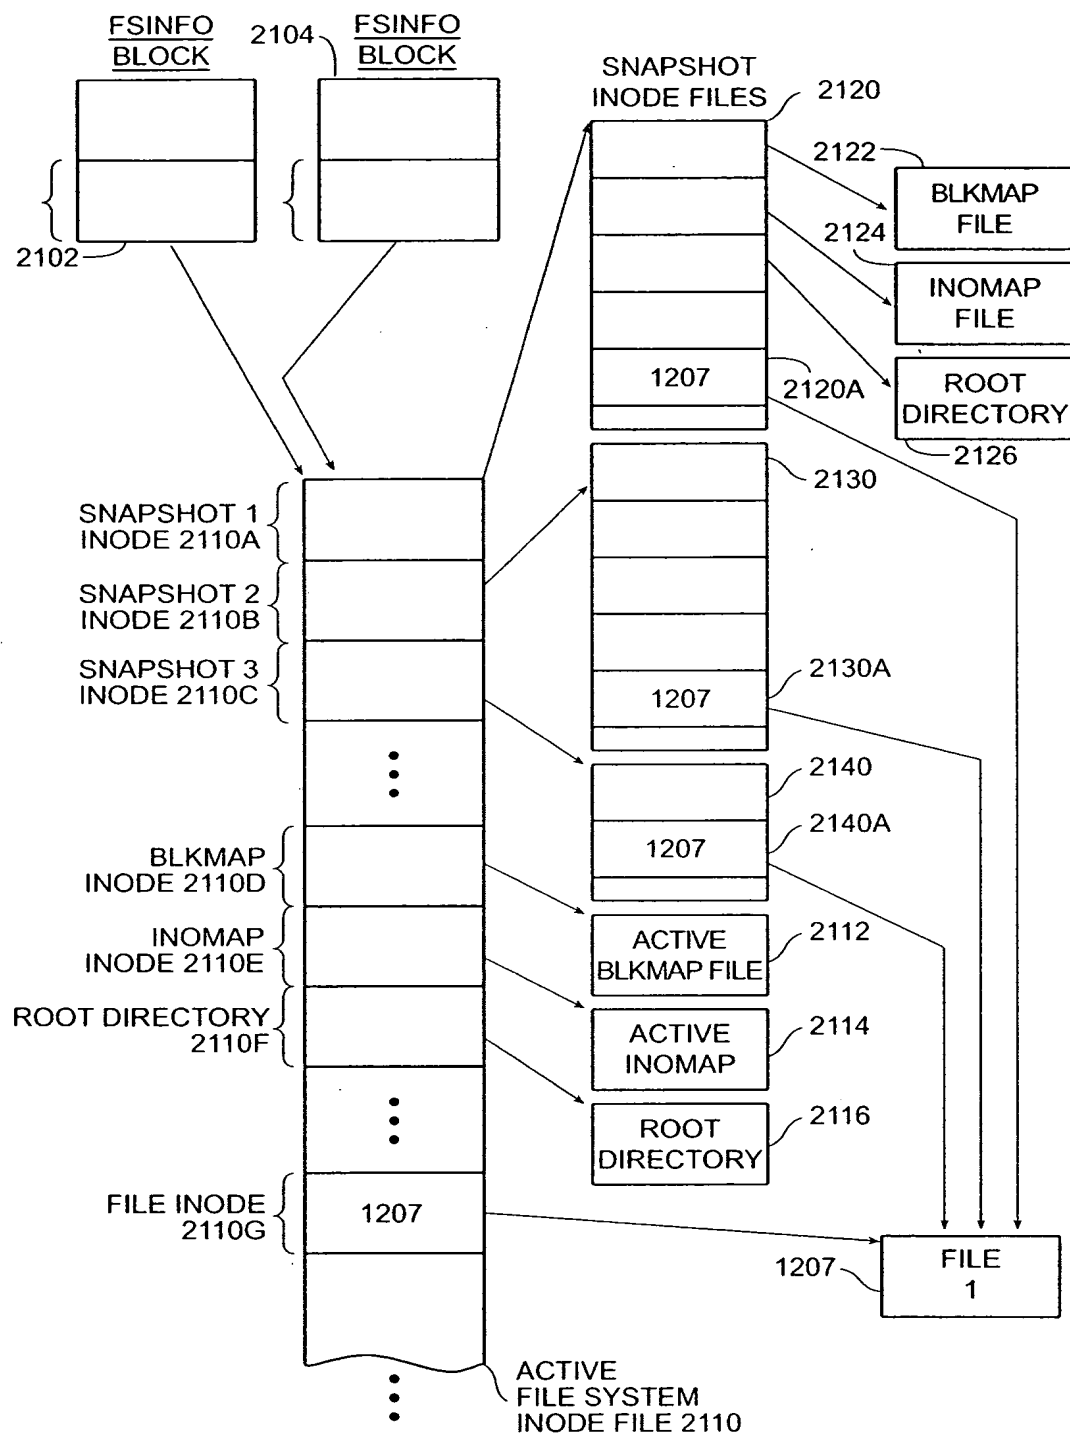 FSINFO
BLOCK
2104
FSINFO
BLOCK
2102
SNAPSHOT
INODE FILES
2120
2122
BLKMAP
FILE
2124
INOMAP
FILE
1207
2120A
ROOT
DIRECTORY
2126
SNAPSHOT 1
INODE 2110A
SNAPSHOT 2
INODE 2110B
SNAPSHOT 3
INODE 2110C
2130
1207
2130A
2140
1207
2140A
BLKMAP
INODE 2110D
INOMAP
INODE 2110E
ROOT DIRECTORY
2110F
ACTIVE
BLKMAP FILE
2112
ACTIVE
INOMAP
2114
ROOT
DIRECTORY
2116
FILE INODE
2110G
1207
1207
FILE
1
ACTIVE
FILE SYSTEM
INODE FILE 2110